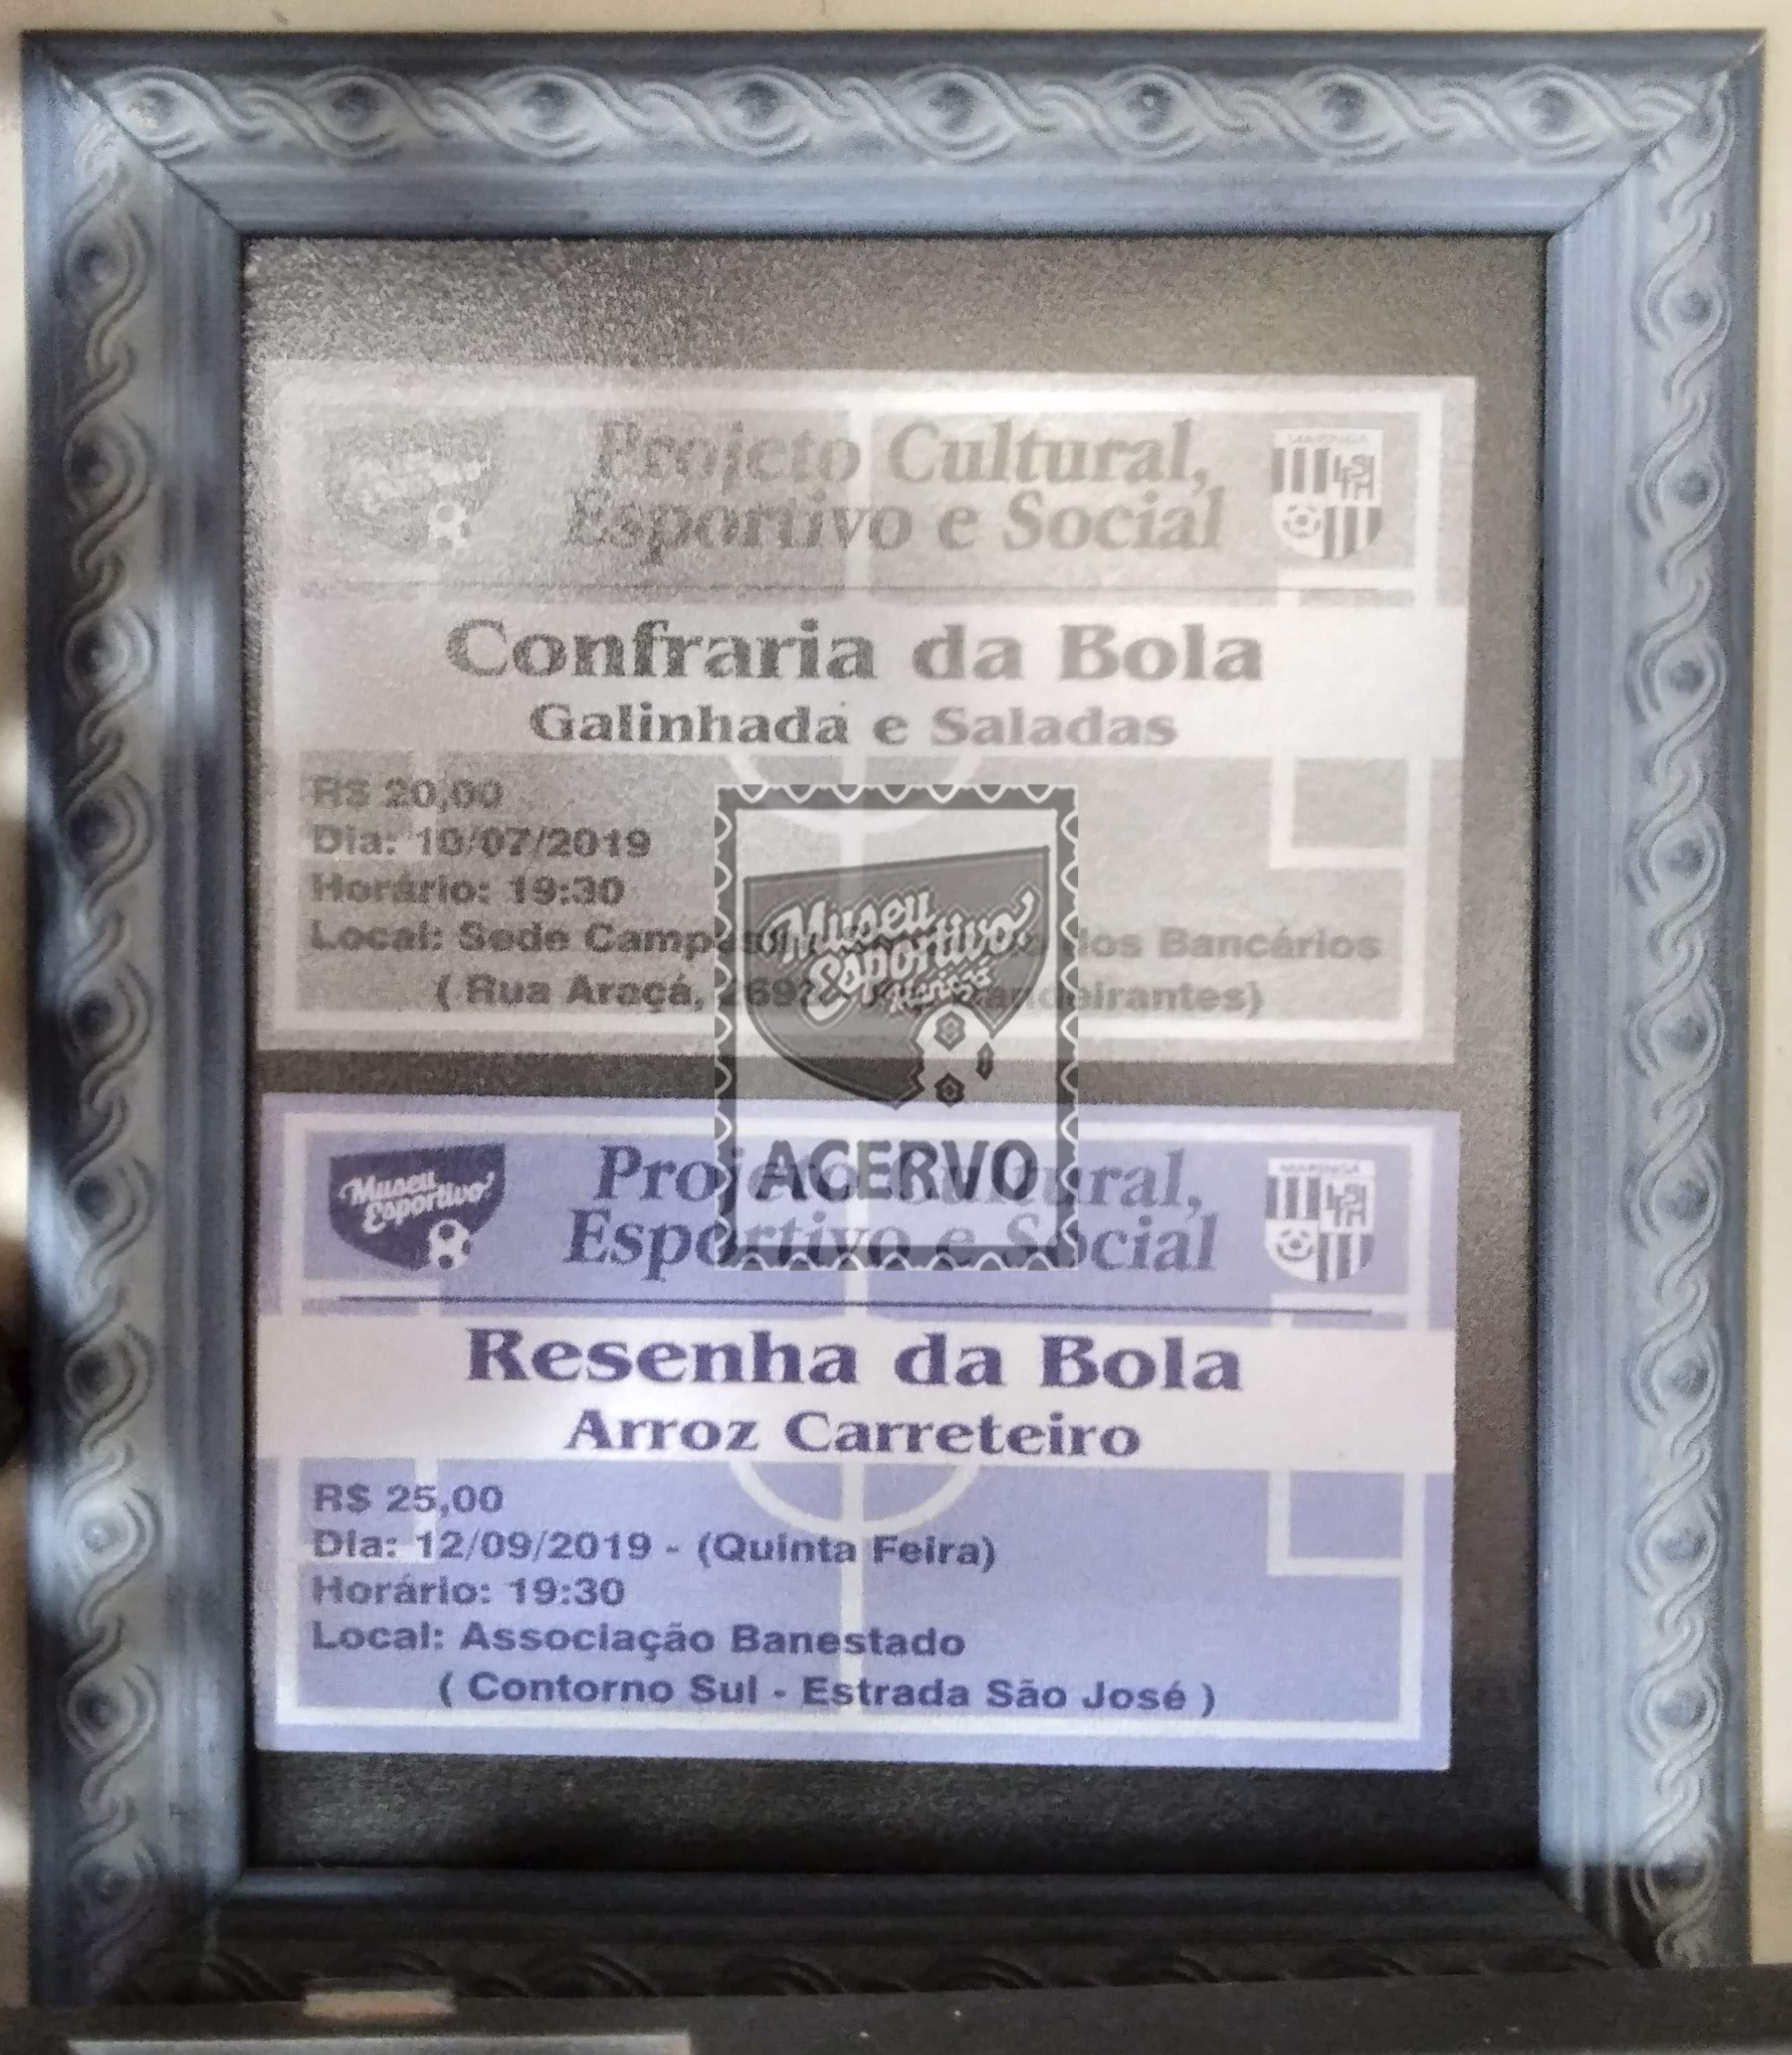 Projeto Cultural,
Esportivo e Social
MARINGÁ
Confraria da Bola
Galinhada e Saladas
R$ 20,00
Dia: 10/07/2019
Horário: 19:30
Local: Sede dos Bancários
( Rua Araçá,
Museu
Esportivo
Maringá
ACERVO
Museu
Esportivo
Projeto Cultural,
Esportivo e Social
MARINGÁ
Resenha da Bola
Arroz Carreteiro
R$ 25,00
Dia: 12/09/2019 - (Quinta Feira)
Horário: 19:30
Local: Associação Banestado
( Contorno Sul - Estrada São José )